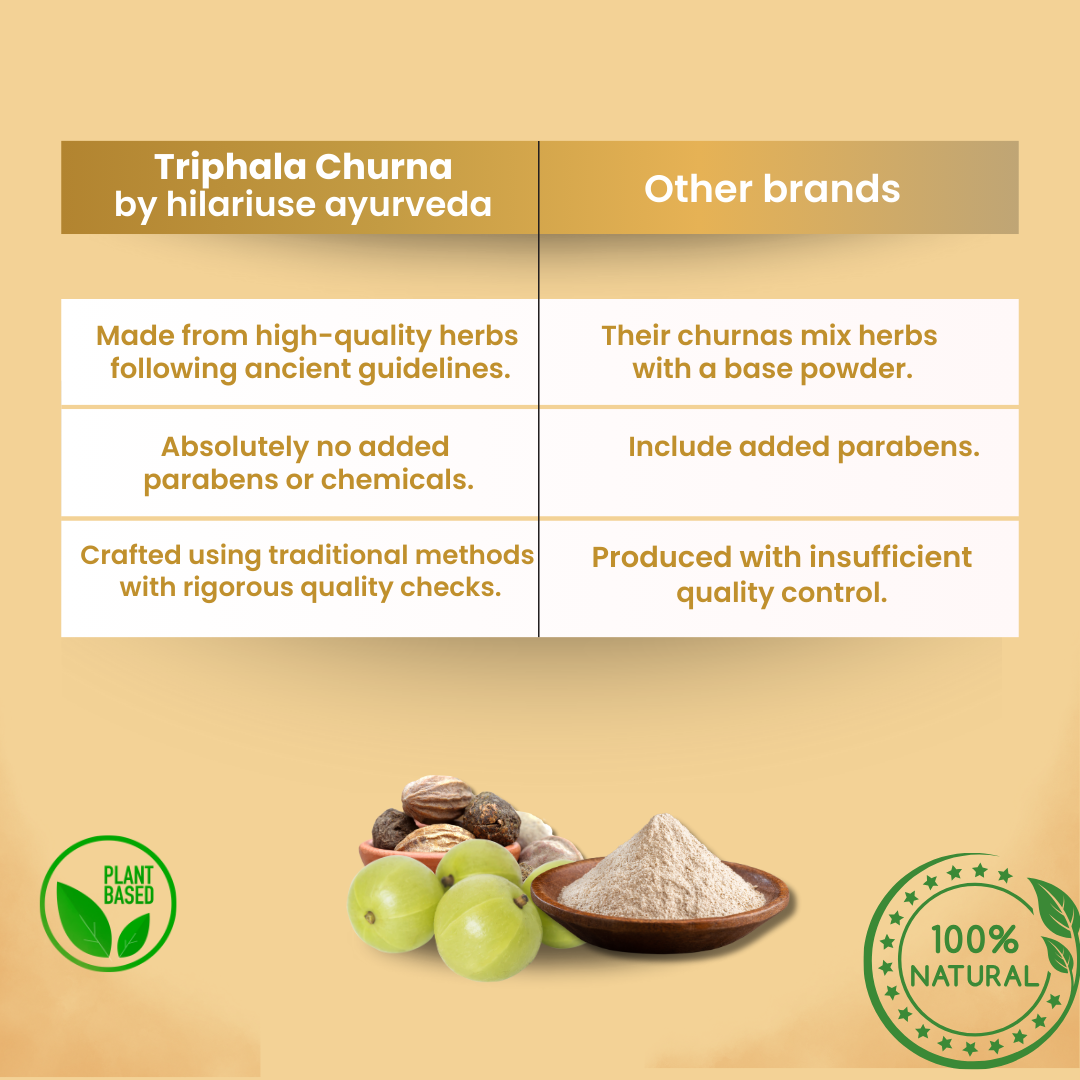 Triphala Churna
by hilariuse ayurveda
Other brands
Made from high-quality herbs
following ancient guidelines.
Their churnas mix herbs
with a base powder.
Absolutely no added
parabens or chemicals.
Include added parabens.
Crafted using traditional methods
with rigorous quality checks.
Produced with insufficient
quality control.
PLANT
BASED
100%
NATURAL